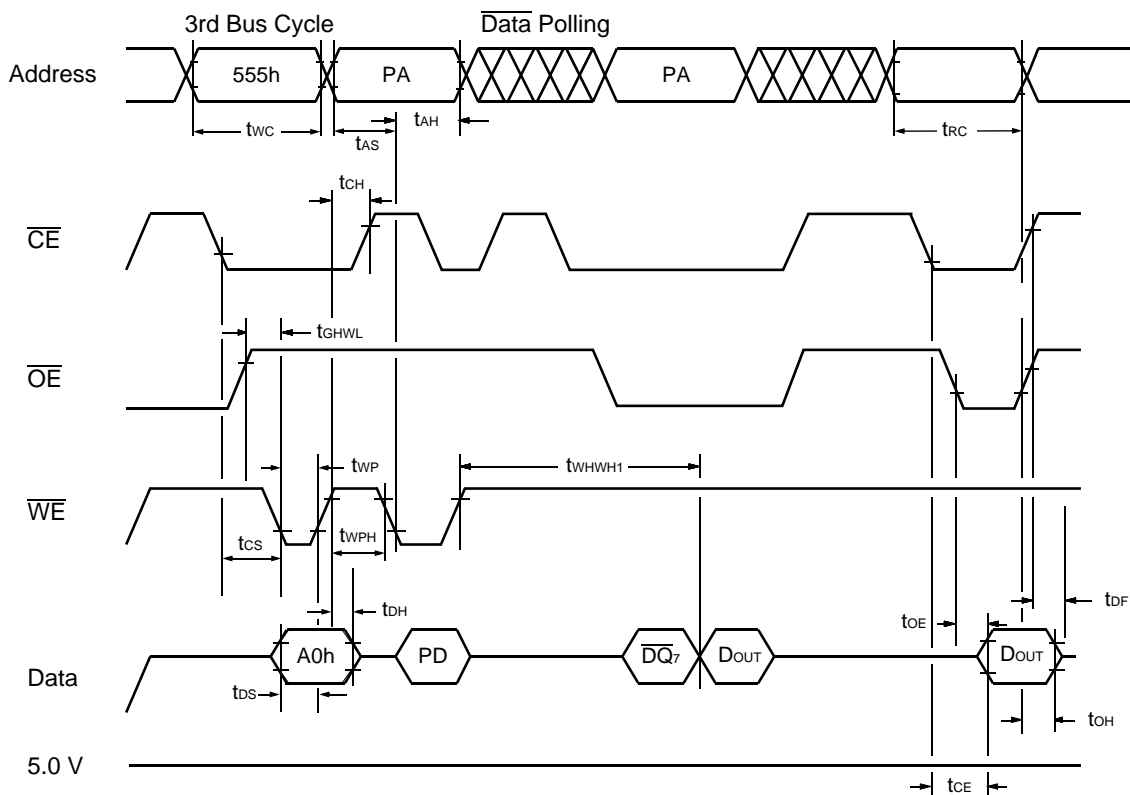 3rd Bus Cycle
Data Polling
Address
555h
PA
PA
tWC
tAH
tAS
tRC
tCH
CE
tGHWL
OE
tWP
tWHWH1
WE
tCS
tWPH
tDH
tDF
tOE
A0h
PD
DQ7
DOUT
DOUT
Data
tDS
tOH
5.0 V
tCE